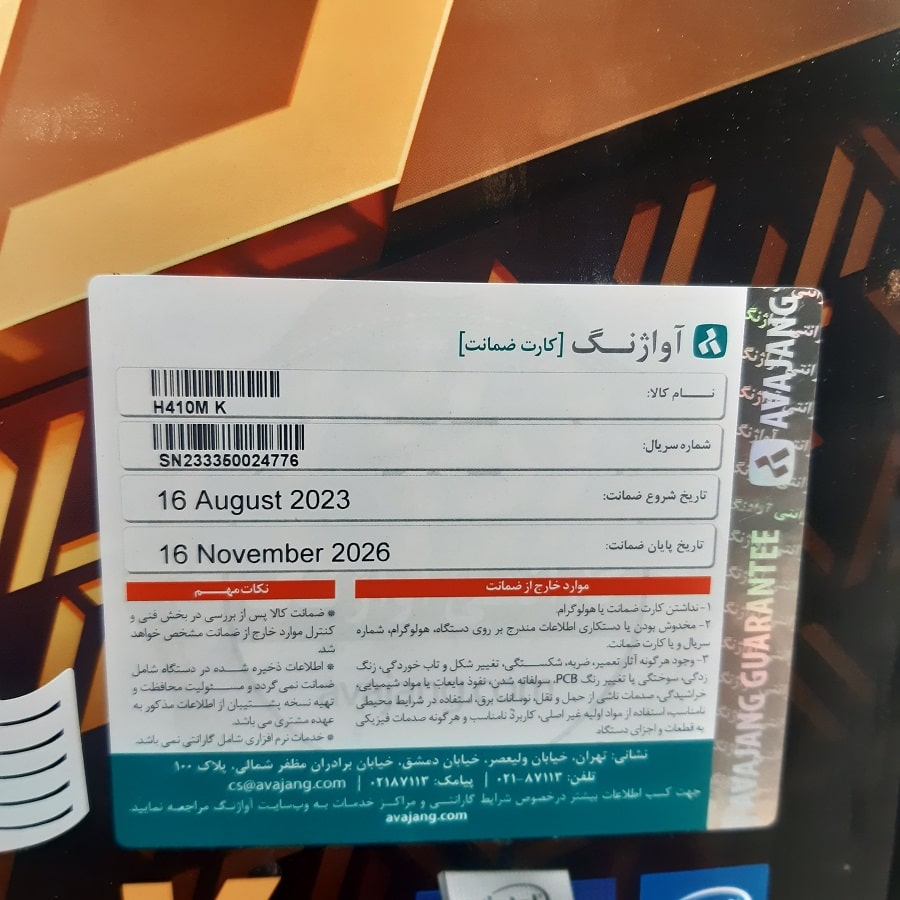 آواژنگ [کارت ضمانت]
نام کالا:
H410M K
شماره سریال:
SN233350024776
تاریخ شروع ضمانت:
16 August 2023
تاریخ پایان ضمانت:
16 November 2026
موارد خارج از ضمانت
۱- نداشتن کارت ضمانت یا هولوگرام.
۲- مخدوش بودن یا دستکاری اطلاعات مندرج بر روی دستگاه، هولوگرام، شماره
سریال و یا کارت ضمانت.
۳- وجود هرگونه آثار تعمیر، ضربه، شکستگی، تغییر شکل و تاب خوردگی، زنگ
زدگی، سوختگی یا تغییر رنگ PCB، سولفاته شدن، نفوذ مایعات یا مواد شیمیایی
خراشیدگی، صدمات ناشی از حمل و نقل، نوسانات برق، استفاده در شرایط محیطی
نامناسب، استفاده از مواد اولیه غیر اصلی، کاربری نامناسب و هرگونه صدمات فیزیکی
به قطعات و اجزای دستگاه.
نکات مهم
* ضمانت کالا پس از بررسی در بخش فنی و
کنترل موارد خارج از ضمانت مشخص خواهد
شد.
* اطلاعات ذخیره شده در دستگاه شامل
ضمانت نمی گردد و مسئولیت محافظت و
تهیه نسخه پشتیبان از اطلاعات مذکور به
عهده مشتری می باشد.
* خدمات نرم افزاری شامل گارانتی نمی باشد.
نشانی: تهران، خیابان ولیعصر، خیابان دمشق، خیابان برادران مظفر شمالی، پلاک ۱۰۰
تلفن: ۸۷۱۱۳-۰۲۱ | پیامک: ۰۲۱۸۷۱۱۳ | cs@avajang.com
جهت کسب اطلاعات بیشتر درخصوص شرایط گارانتی و مراکز خدمات به وب‌سایت آواژنگ مراجعه نمایید.
avajang.com
AVAJANG
AVAJANG GUARANTEE